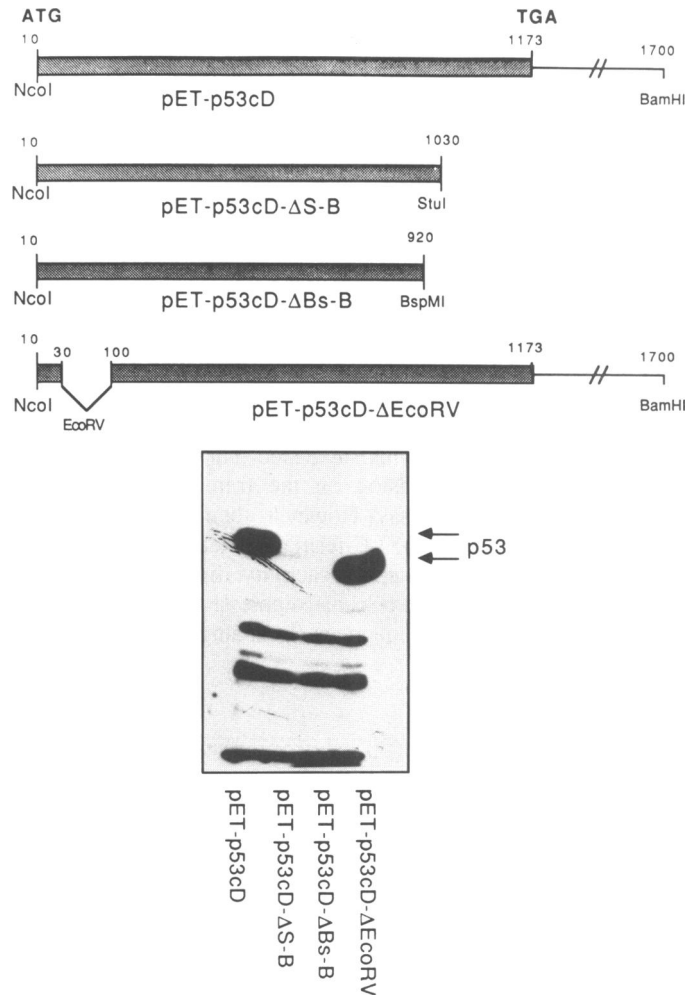 ATG TGA
10 1173 1700
NcoI pET-p53cD BamHI
10 1030
NcoI pET-p53cD-ΔS-B StuI
10 920
NcoI pET-p53cD-ΔBs-B BspMI
10 30 100 1173 1700
NcoI EcoRV pET-p53cD-ΔEcoRV BamHI
p53
pET-p53cD
pET-p53cD-ΔS-B
pET-p53cD-ΔBs-B
pET-p53cD-ΔEcoRV